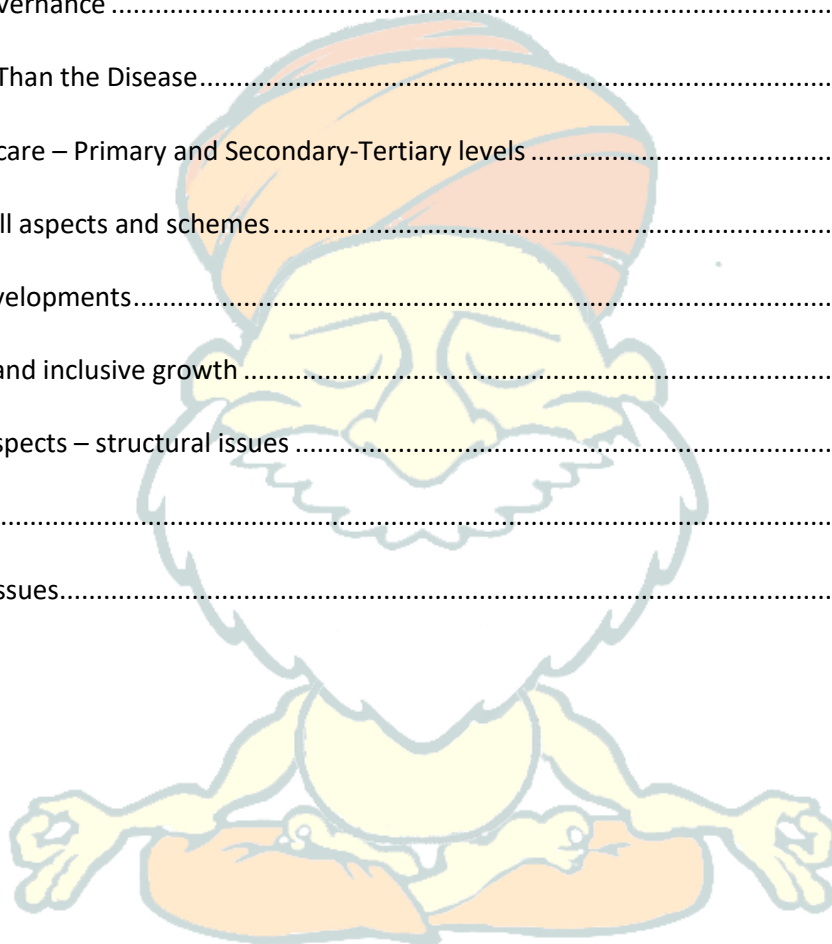 vernance ..............................................................................................................
Than the Disease..............................................................................................
care – Primary and Secondary-Tertiary levels ............................................
ll aspects and schemes....................................................................................
velopments........................................................................................................
and inclusive growth .......................................................................................
spects – structural issues ................................................................................
...........................................................................................................................
ssues...................................................................................................................